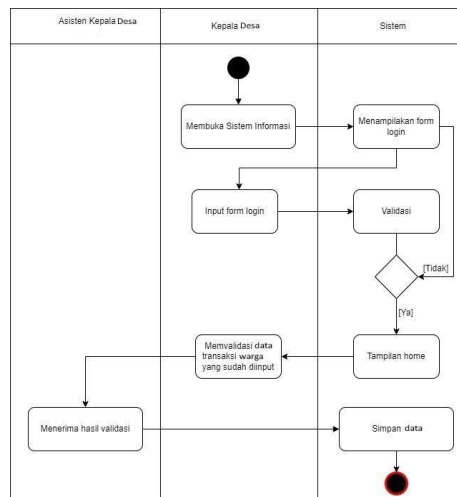 Asisten Kepala Desa
Kepala Desa
Sistem
Membuka Sistem Informasi
Menampilakan form
login
Input form login
Validasi
[Tidak]
[Ya]
Memvalidasi data
transaksi warga
yang sudah diinput
Tampilan home
Menerima hasil validasi
Simpan data